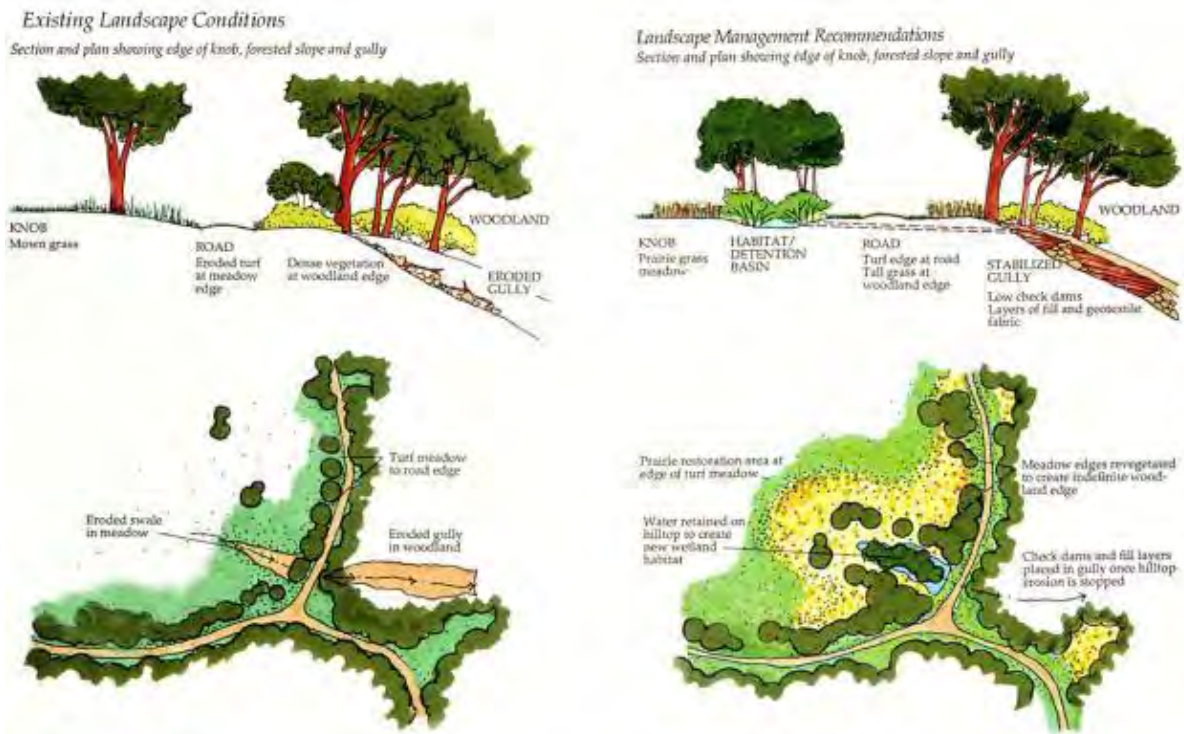 Existing Landscape Conditions
Section and plan showing edge of knob, forested slope and gully
KNOB
Mown grass
ROAD
Eroded turf
at meadow
edge
Dense vegetation
at woodland edge
WOODLAND
ERODED
GULLY
Turf meadow
to road edge
Eroded swale
in meadow
Eroded gully
in woodland
Landscape Management Recommendations
Section and plan showing edge of knob, forested slope and gully
KNOB
Prairie grass
meadow
HABITAT/
DETENTION
BASIN
ROAD
Turf edge at road
Tall grass at
woodland edge
WOODLAND
STABILIZED
GULLY
Low check dams
Layers of fill and geotextile
fabric
Prairie restoration area at
edge of turf meadow
Water retained on
hilltop to create
new wetland
habitat
Meadow edges revegetated
to create indefinite wood-
land edge
Check dams and fill layers
placed in gully once hilltop
erosion is stopped